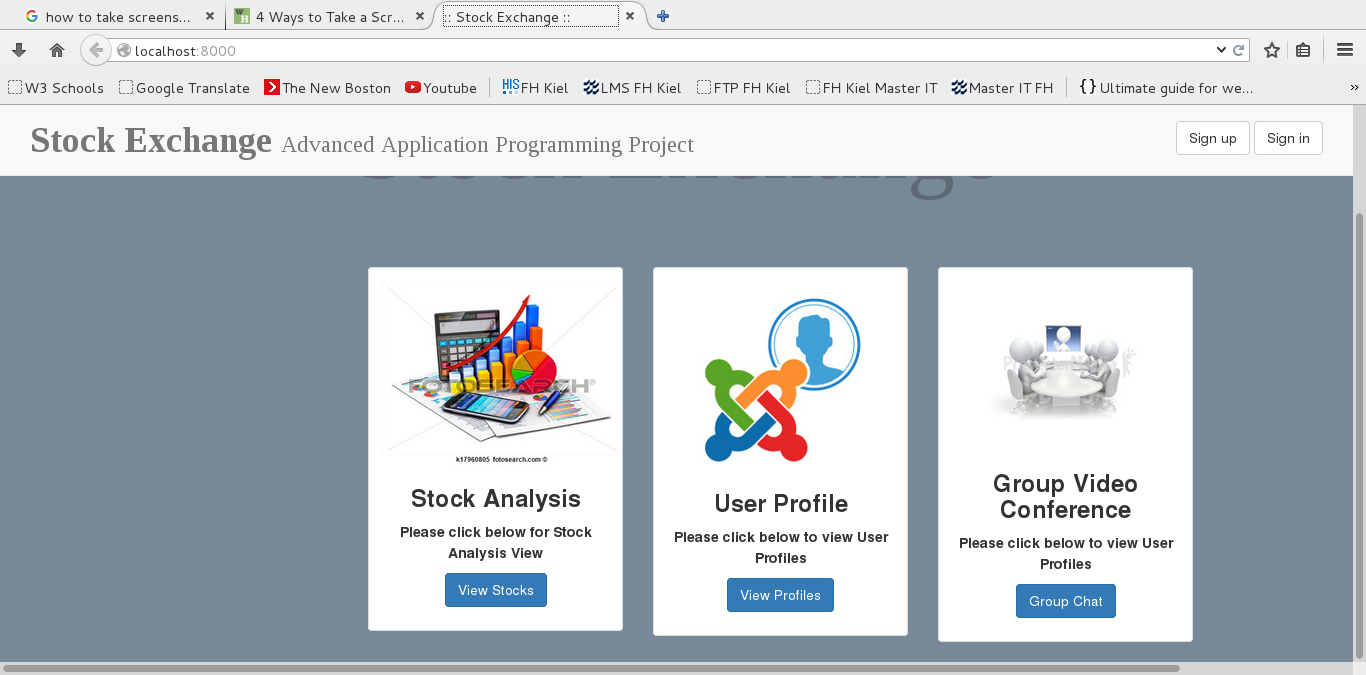 how to take screens...
4 Ways to Take a Scr...
:: Stock Exchange ::
localhost:8000
W3 Schools
Google Translate
The New Boston
Youtube
HIS FH Kiel
LMS FH Kiel
FTP FH Kiel
FH Kiel Master IT
Master IT FH
{} Ultimate guide for we...
Stock Exchange Advanced Application Programming Project
Sign up
Sign in
Stock Exchange
FOTOSEARCH®
k17960805 fotosearch.com ©
Stock Analysis
Please click below for Stock
Analysis View
View Stocks
User Profile
Please click below to view User
Profiles
View Profiles
Group Video
Conference
Please click below to view User
Profiles
Group Chat